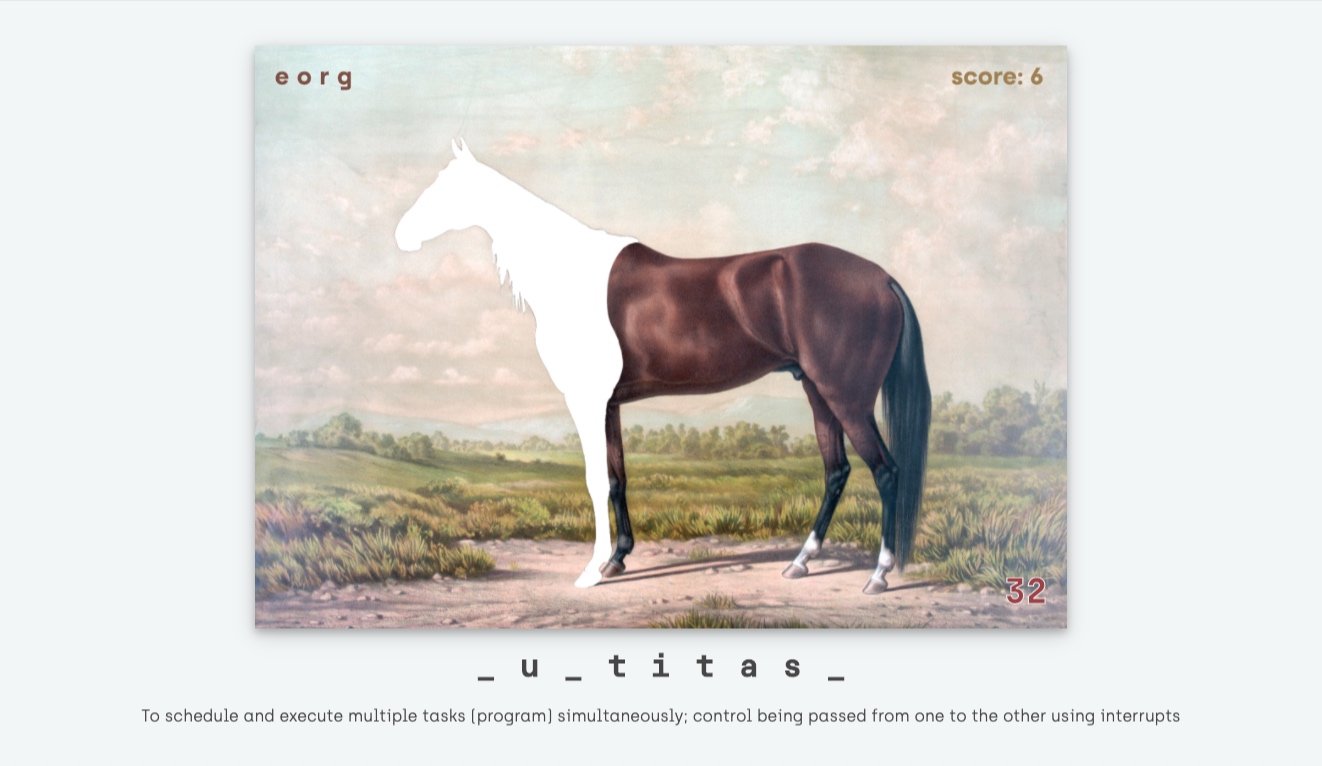 e o r g
score: 6
32
_ u _ t i t a s _
To schedule and execute multiple tasks (program) simultaneously; control being passed from one to the other using interrupts